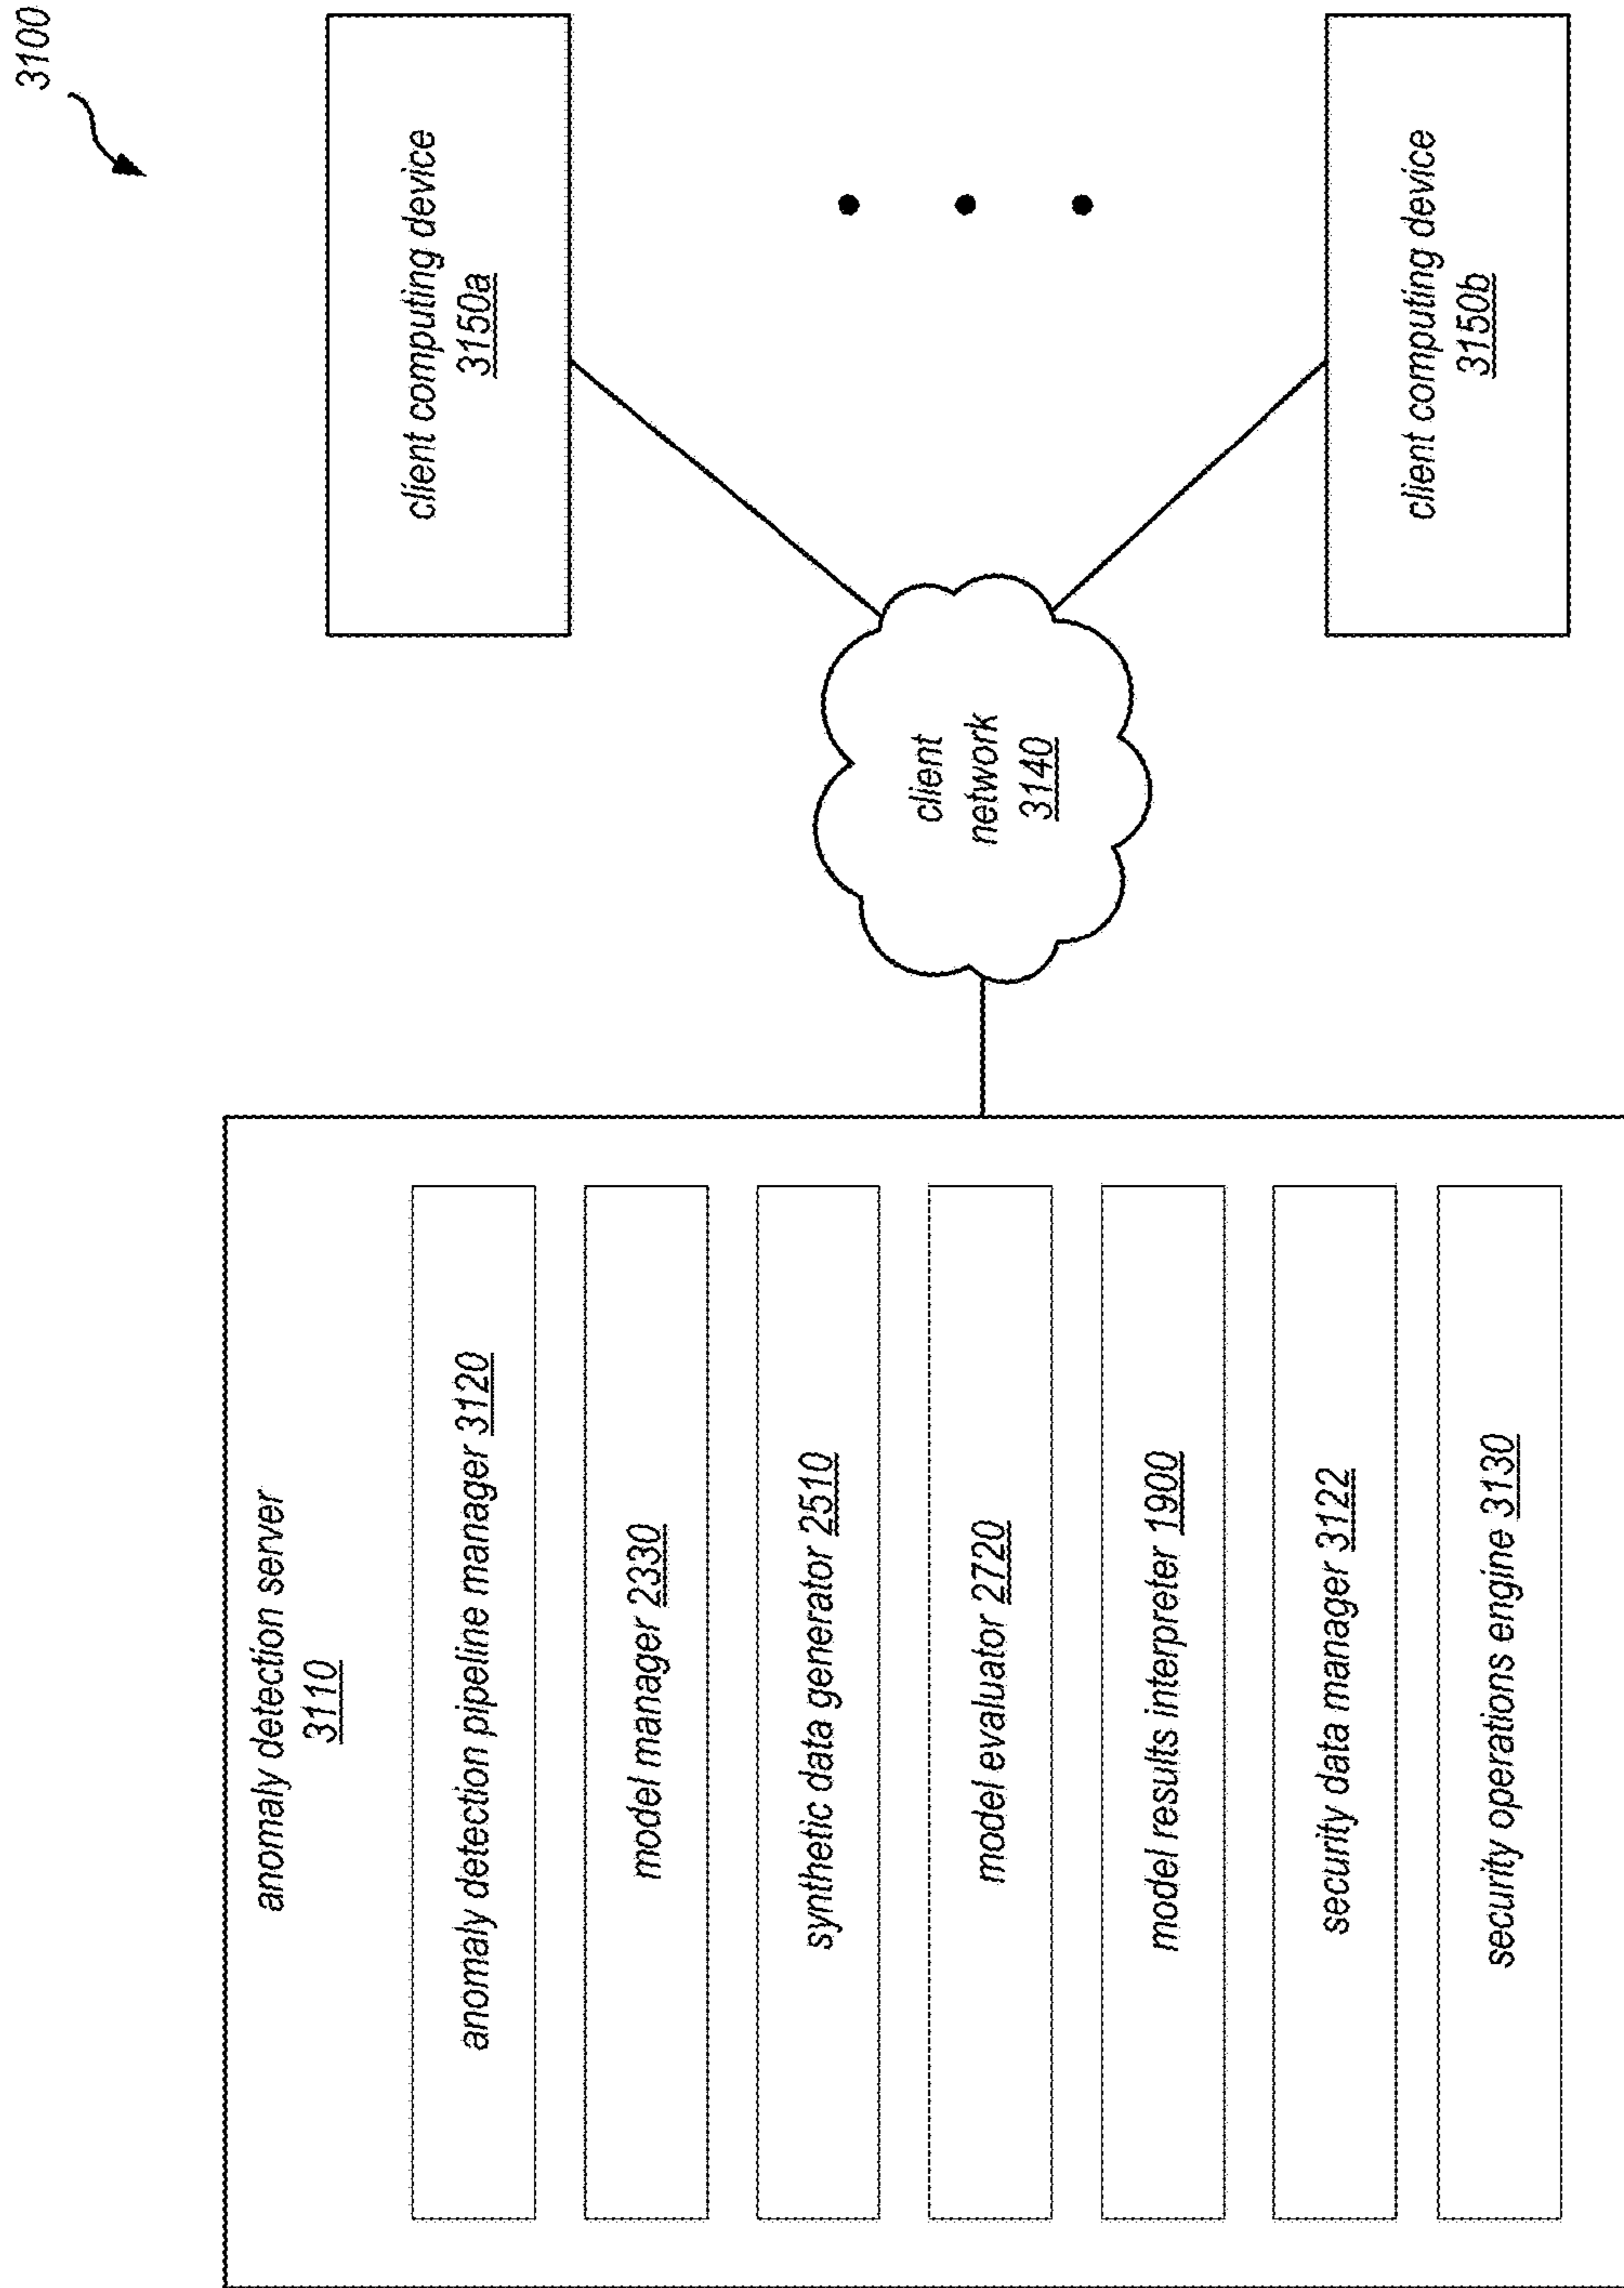 3100
anomaly detection server
3110
anomaly detection pipeline manager 3120
model manager 2330
synthetic data generator 2510
model evaluator 2720
model results interpreter 1900
security data manager 3122
security operations engine 3130
client
network
3140
client computing device
3150a
client computing device
3150b